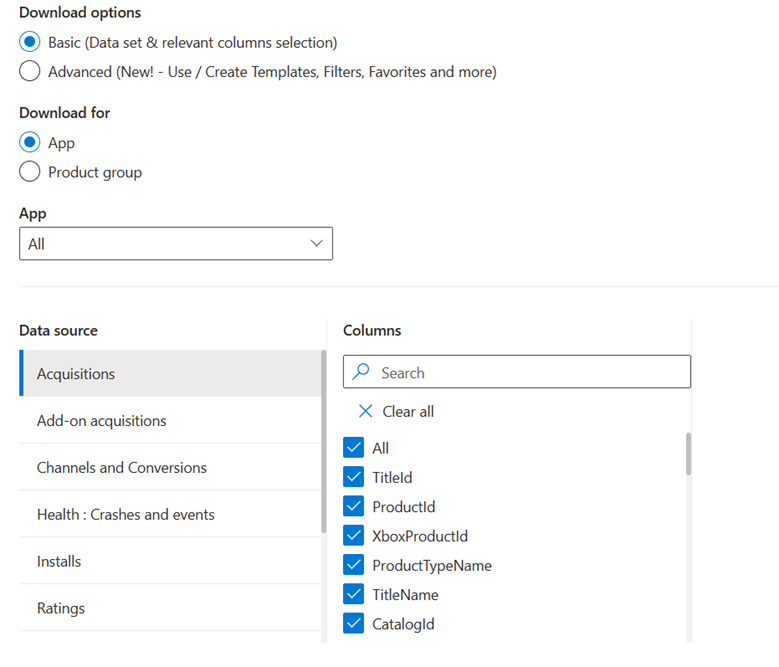 Download options
Basic (Data set & relevant columns selection)
Advanced (New! - Use / Create Templates, Filters, Favorites and more)
Download for
App
Product group
App
All
Data source
Acquisitions
Add-on acquisitions
Channels and Conversions
Health : Crashes and events
Installs
Ratings
Columns
Search
Clear all
All
TitleId
ProductId
XboxProductId
ProductTypeName
TitleName
CatalogId